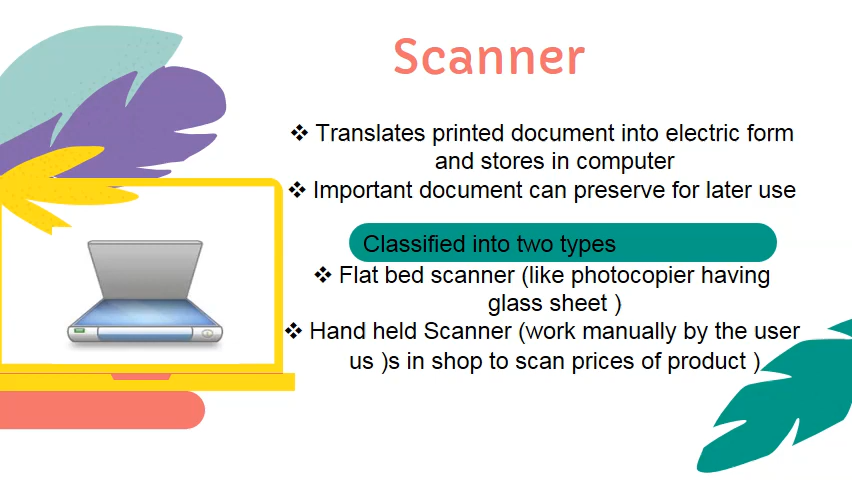 Scanner
❖ Translates printed document into electric form
and stores in computer
❖ Important document can preserve for later use
Classified into two types
❖ Flat bed scanner (like photocopier having
glass sheet )
❖ Hand held Scanner (work manually by the user
us )s in shop to scan prices of product )